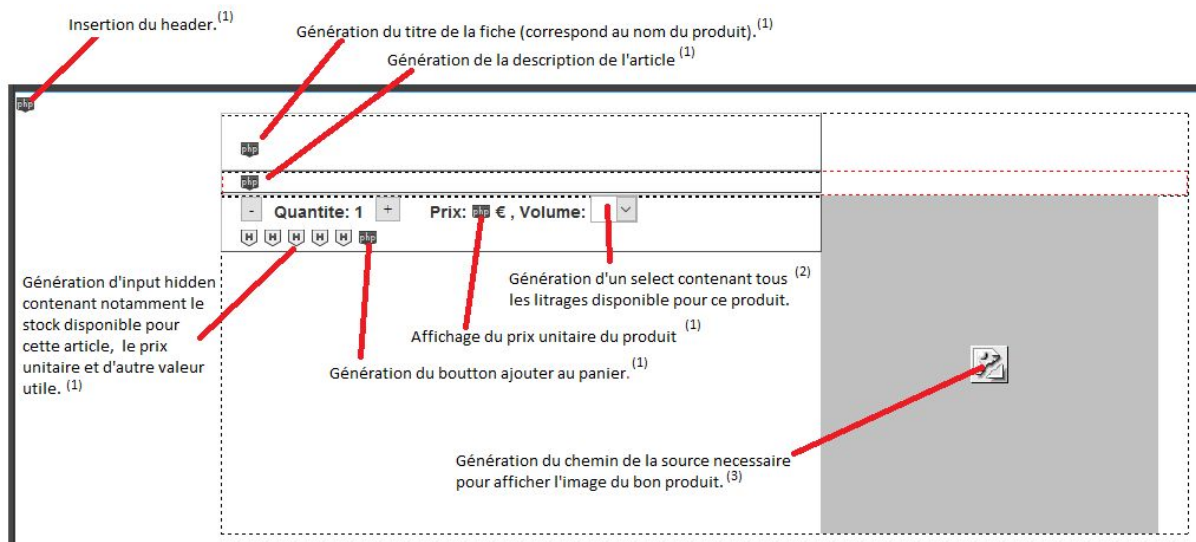 Insertion du header.(1)
Génération du titre de la fiche (correspond au nom du produit).(1)
Génération de la description de l'article (1)
php
php
php
- Quantite: 1 + Prix: php € , Volume:
H H H H H php
Génération d'input hidden
contenant notamment le
stock disponible pour
cette article, le prix
unitaire et d'autre valeur
utile. (1)
Génération d'un select contenant tous (2)
les litrages disponible pour ce produit.
Affichage du prix unitaire du produit (1)
Génération du boutton ajouter au panier.(1)
Génération du chemin de la source necessaire
pour afficher l'image du bon produit.(3)